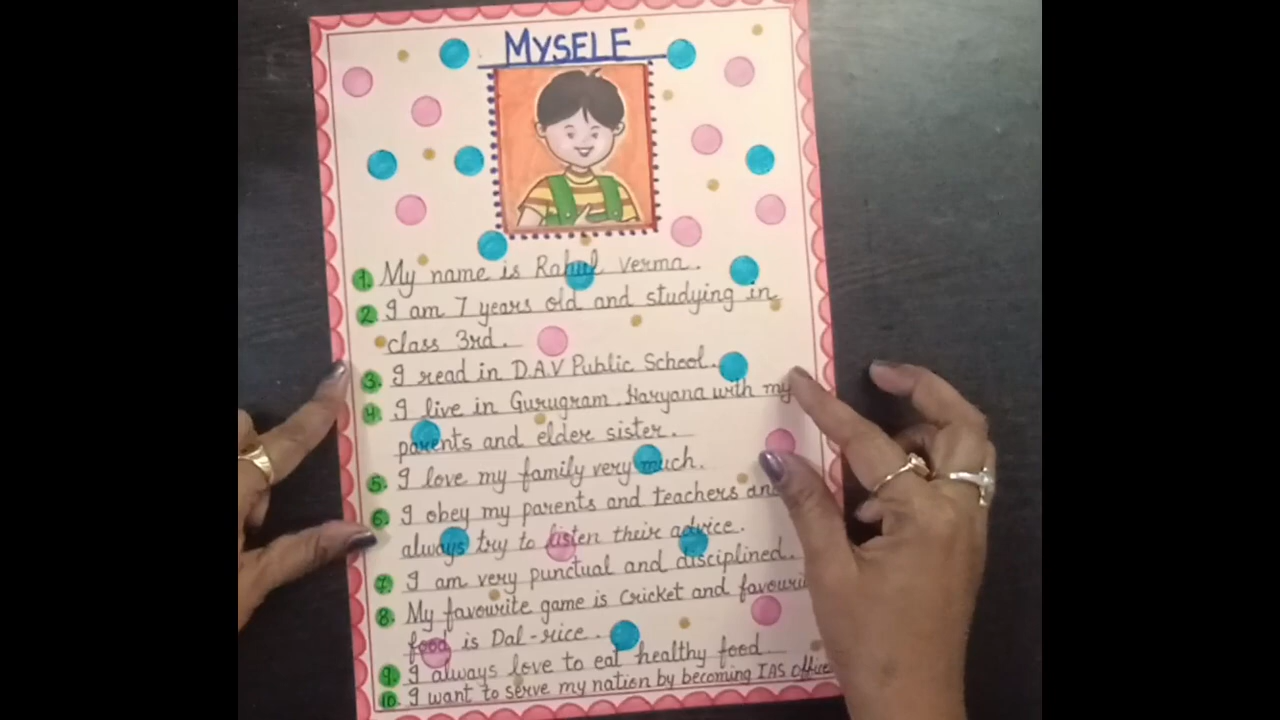 MYSELF
1. My name is Rahul Verma.
2. I am 7 years old and studying in
class 3rd.
3. I read in D.A.V Public School.
4. I live in Gurugram Haryana with my
parents and elder sister.
5. I love my family very much.
6. I obey my parents and teachers
always try to listen their advice.
7. I am very punctual and disciplined.
8. My favourite game is Cricket and
food is Dal-rice.
9. I always love to eat healthy food
10. I want to serve my nation by becoming IAS office